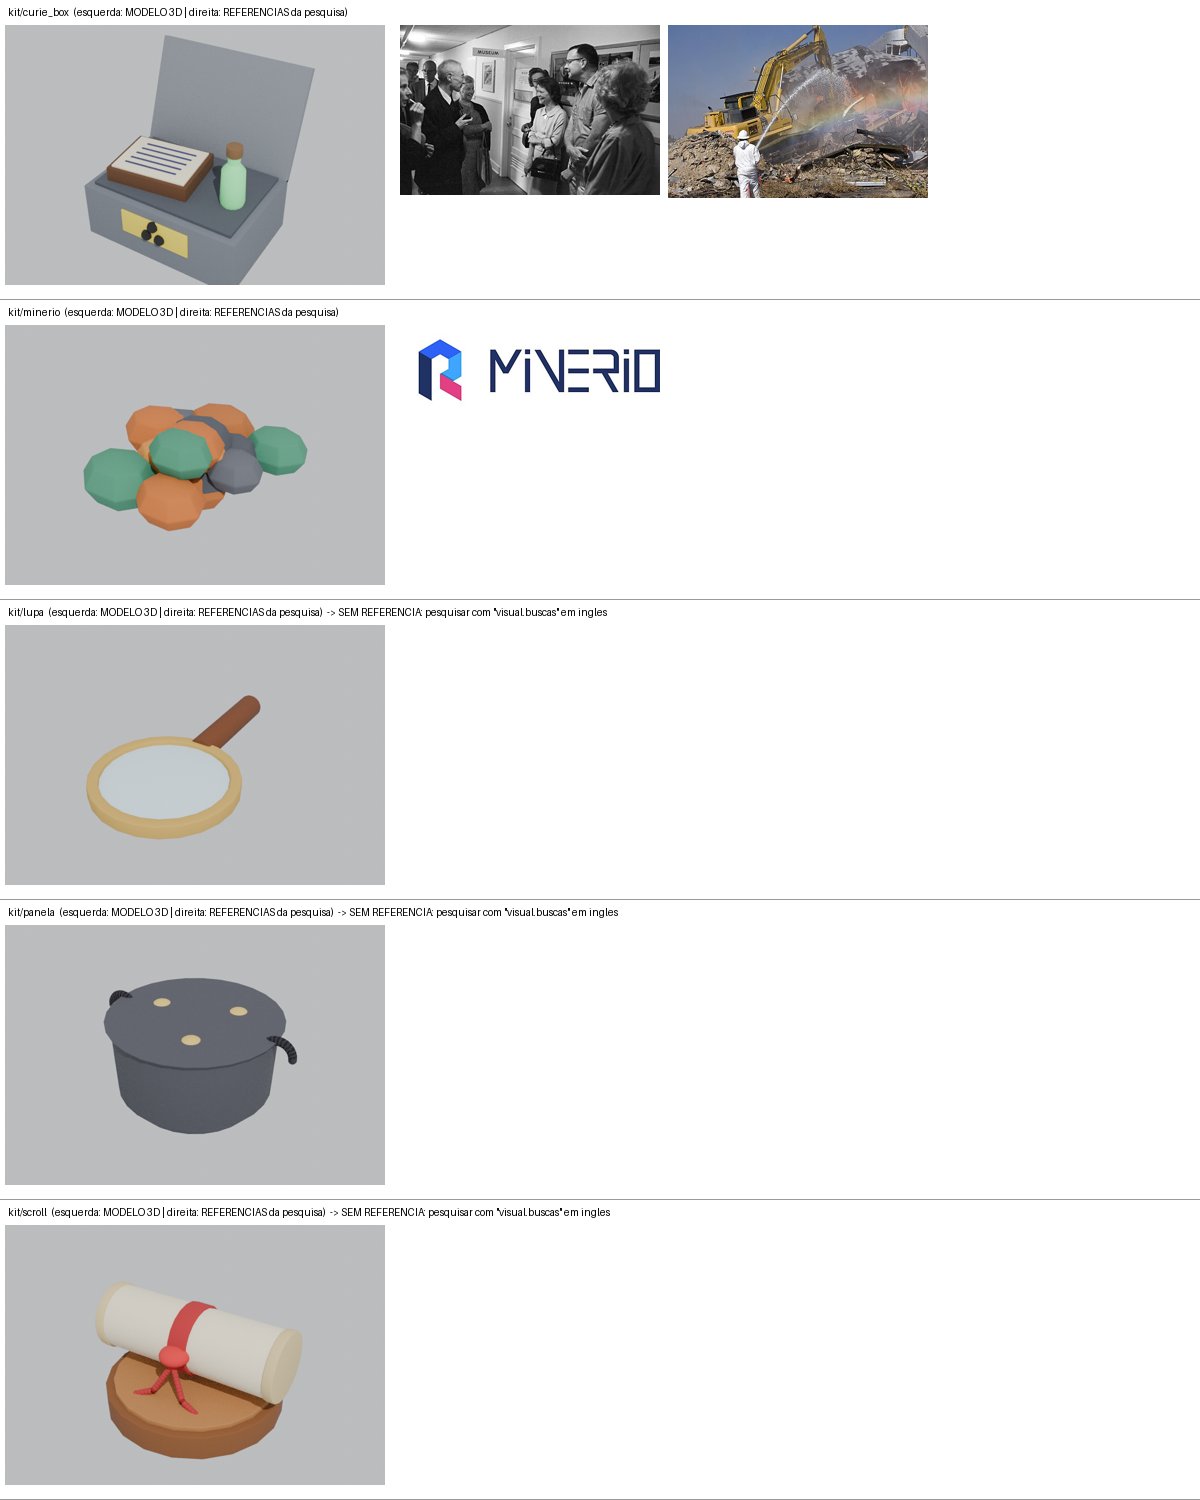 kit/curie_box (esquerda: MODELO 3D | direita: REFERENCIAS da pesquisa)
MUSEUM
kit/minerio (esquerda: MODELO 3D | direita: REFERENCIAS da pesquisa)
MiNERiO
kit/lupa (esquerda: MODELO 3D | direita: REFERENCIAS da pesquisa) -> SEM REFERENCIA: pesquisar com "visual.buscas" em ingles
kit/panela (esquerda: MODELO 3D | direita: REFERENCIAS da pesquisa) -> SEM REFERENCIA: pesquisar com "visual.buscas" em ingles
kit/scroll (esquerda: MODELO 3D | direita: REFERENCIAS da pesquisa) -> SEM REFERENCIA: pesquisar com "visual.buscas" em ingles